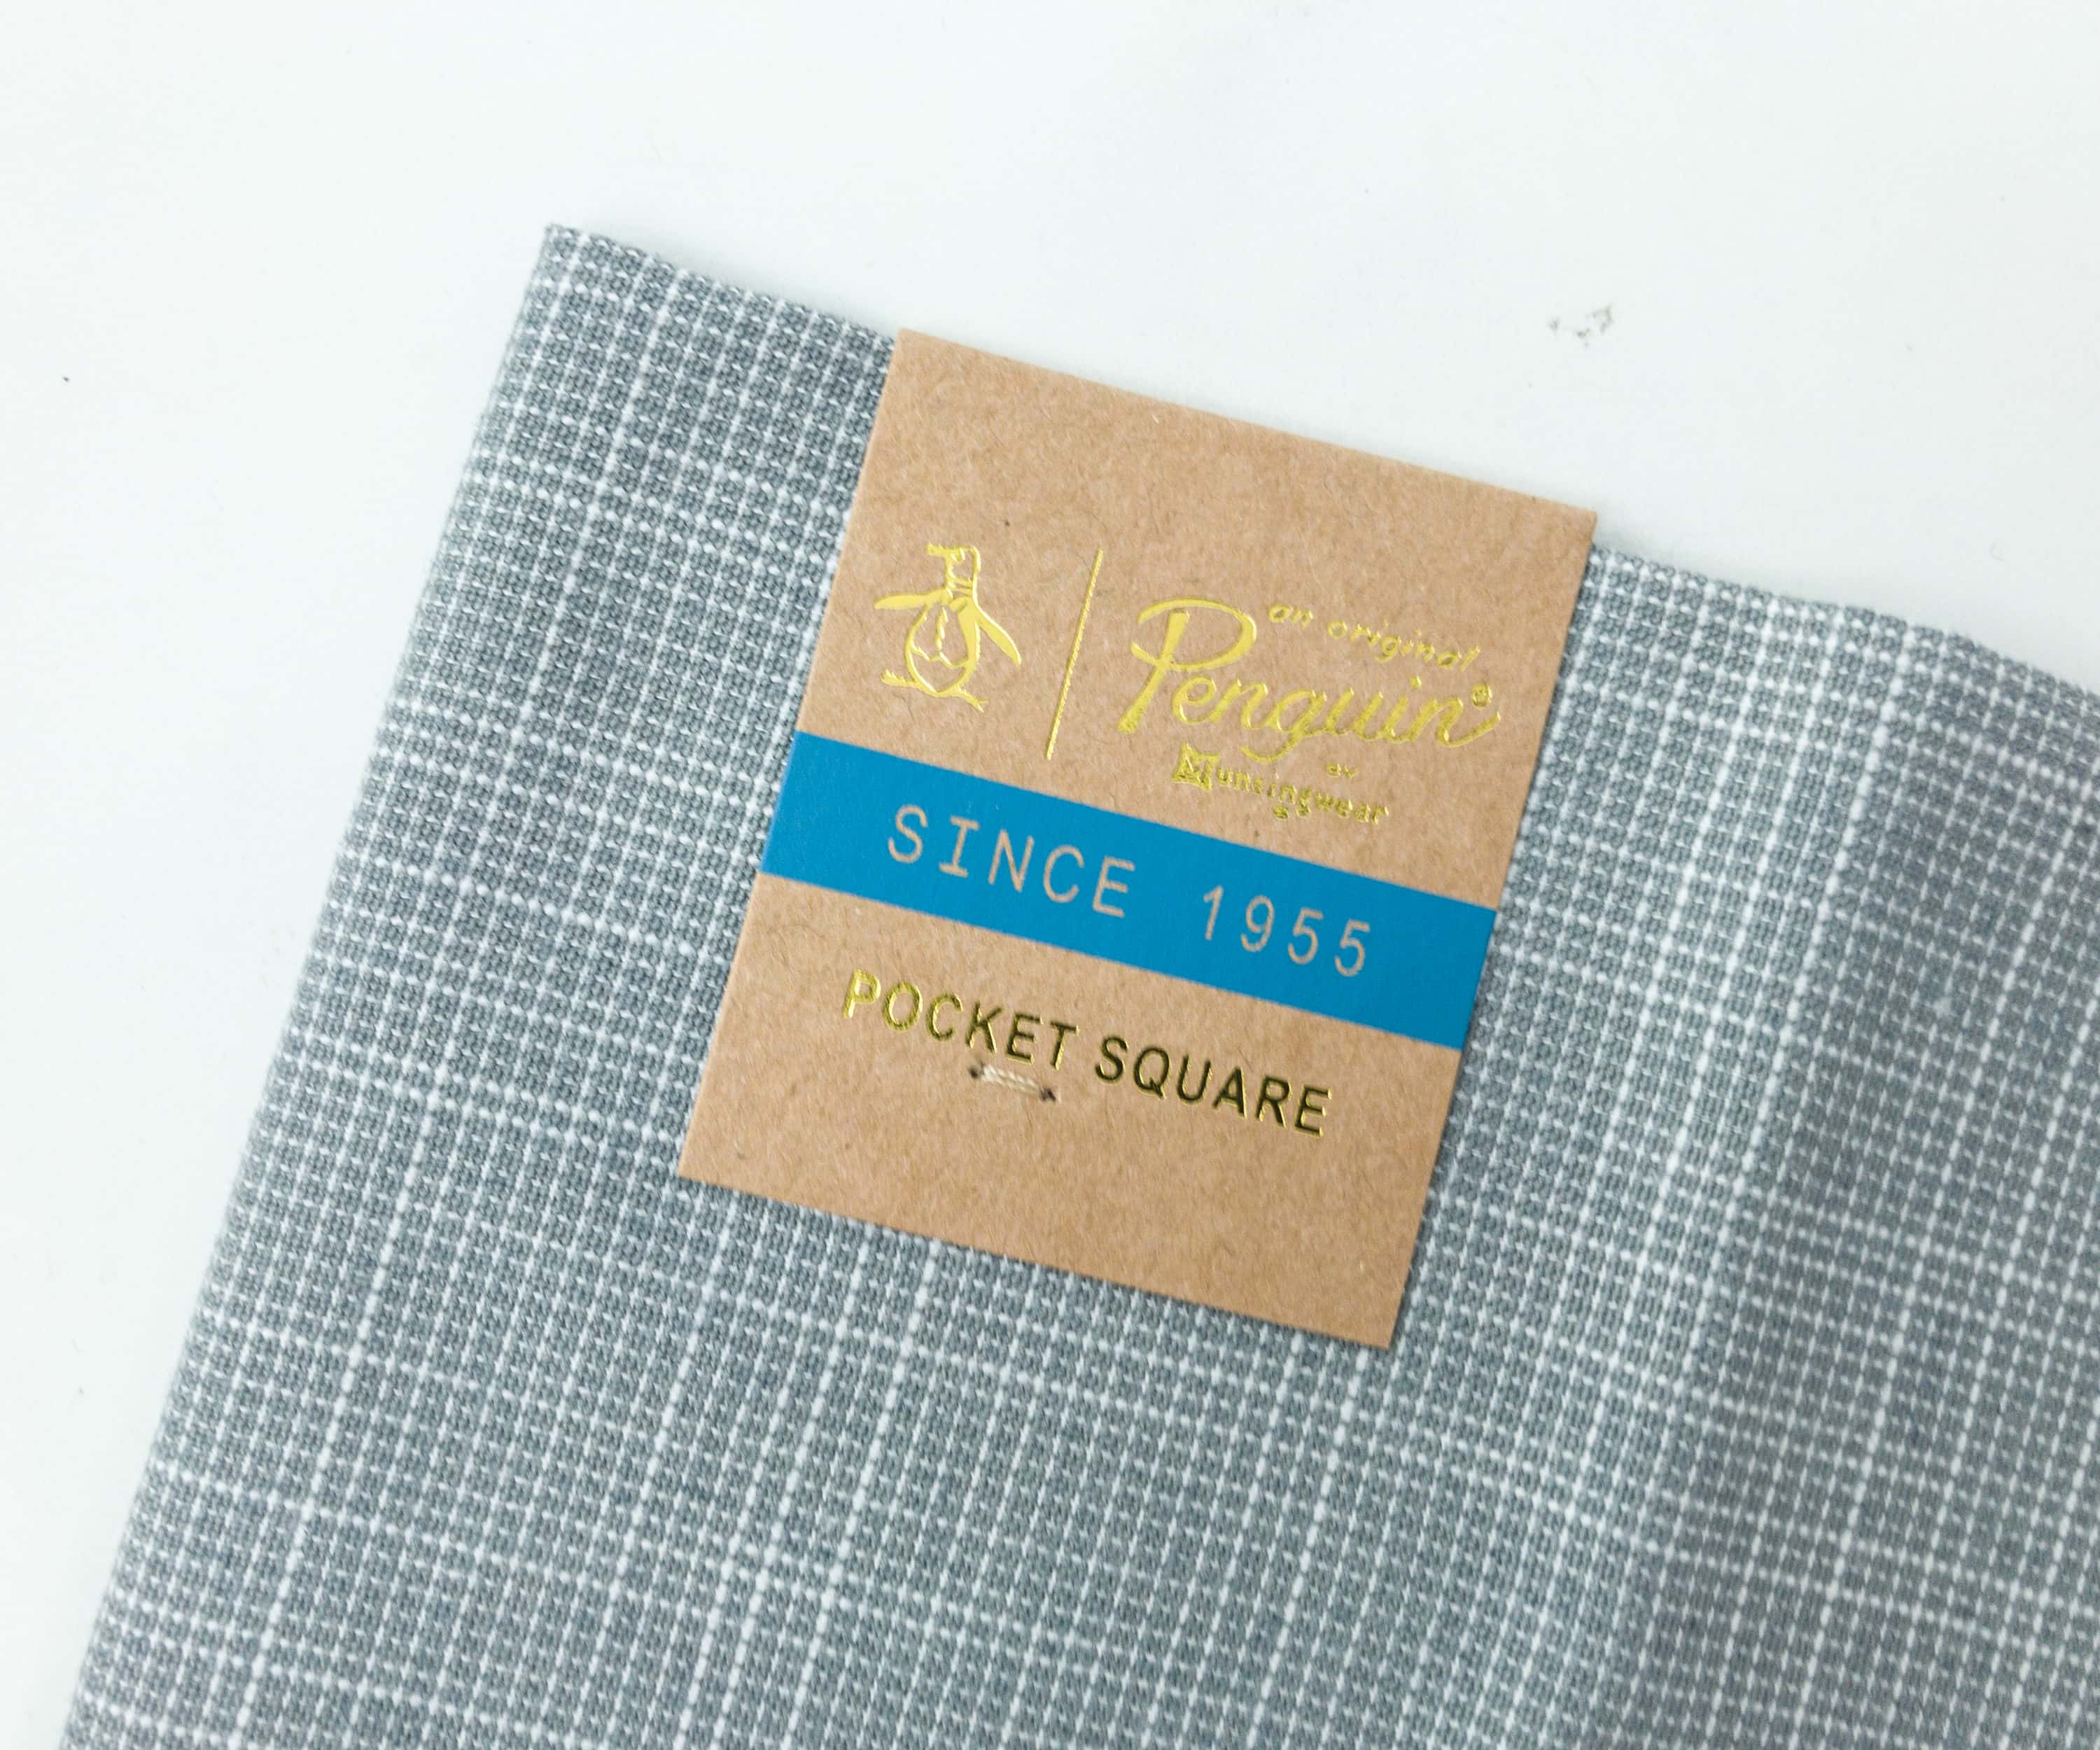 an original
Penguin®
BY
Munsingwear
SINCE 1955
POCKET SQUARE